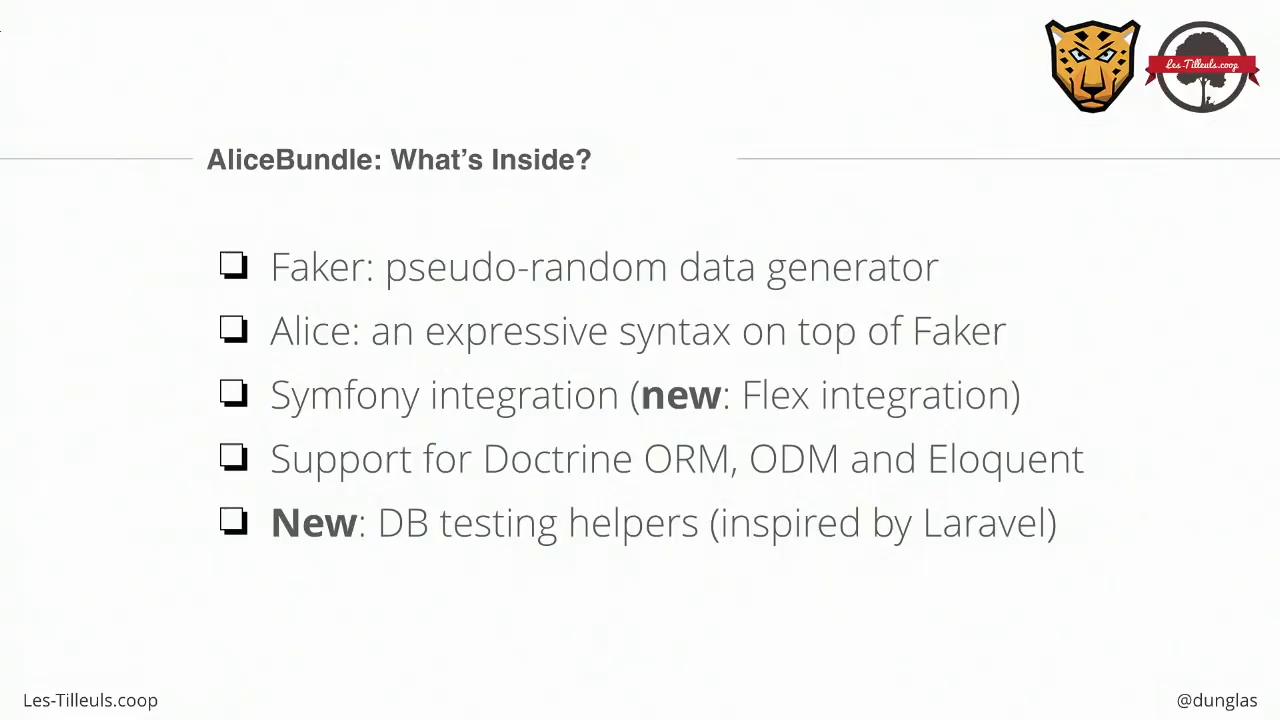 Les-Tilleuls.coop
AliceBundle: What's Inside?
❏ Faker: pseudo-random data generator
❏ Alice: an expressive syntax on top of Faker
❏ Symfony integration (new: Flex integration)
❏ Support for Doctrine ORM, ODM and Eloquent
❏ New: DB testing helpers (inspired by Laravel)
Les-Tilleuls.coop
@dunglas